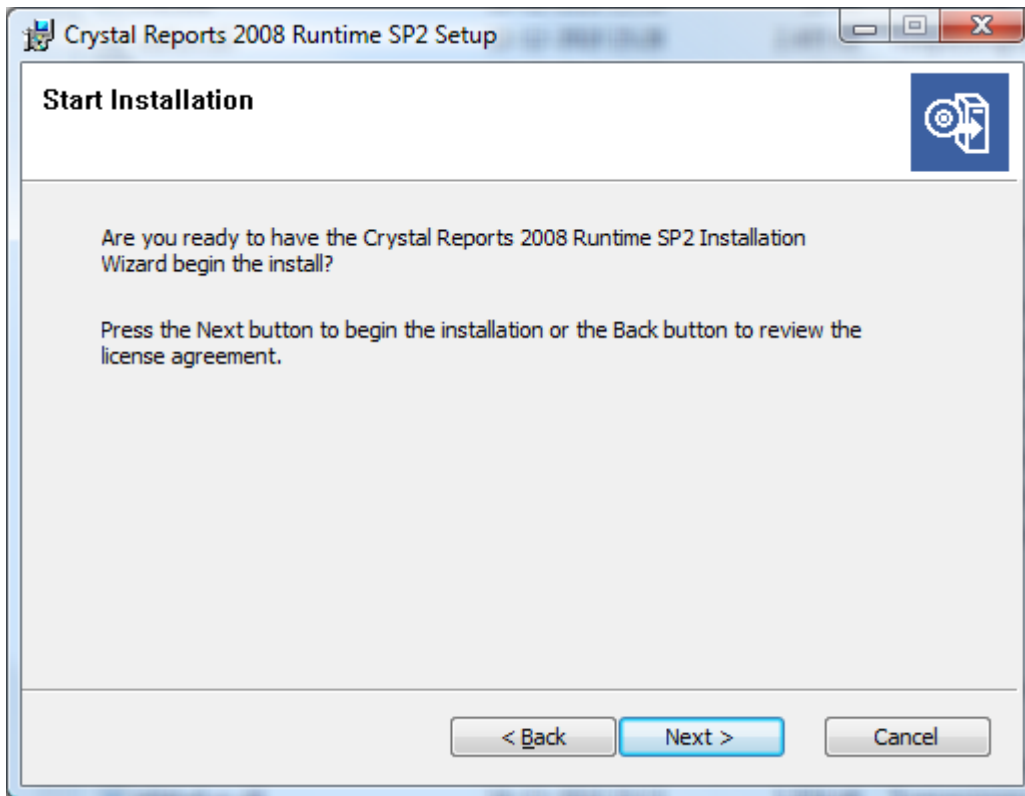 Crystal Reports 2008 Runtime SP2 Setup
Start Installation
Are you ready to have the Crystal Reports 2008 Runtime SP2 Installation
Wizard begin the install?
Press the Next button to begin the installation or the Back button to review the
license agreement.
< Back Next > Cancel